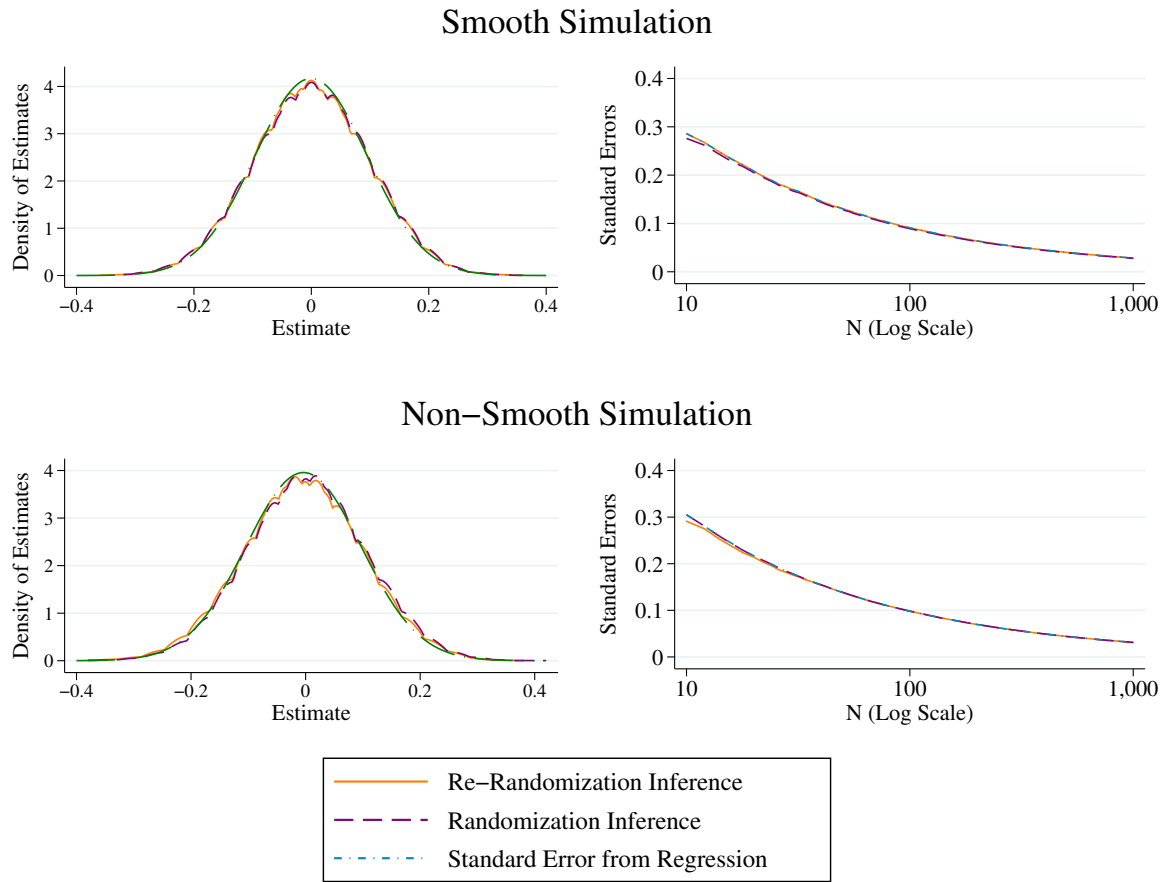 Smooth Simulation
Density of Estimates
4
3
2
1
0
−0.4 −0.2 0 0.2 0.4
Estimate
Standard Errors
0.4
0.3
0.2
0.1
0
10 100 1,000
N (Log Scale)
Non−Smooth Simulation
Density of Estimates
4
3
2
1
0
−0.4 −0.2 0 0.2 0.4
Estimate
Standard Errors
0.4
0.3
0.2
0.1
0
10 100 1,000
N (Log Scale)
Re−Randomization Inference
Randomization Inference
Standard Error from Regression